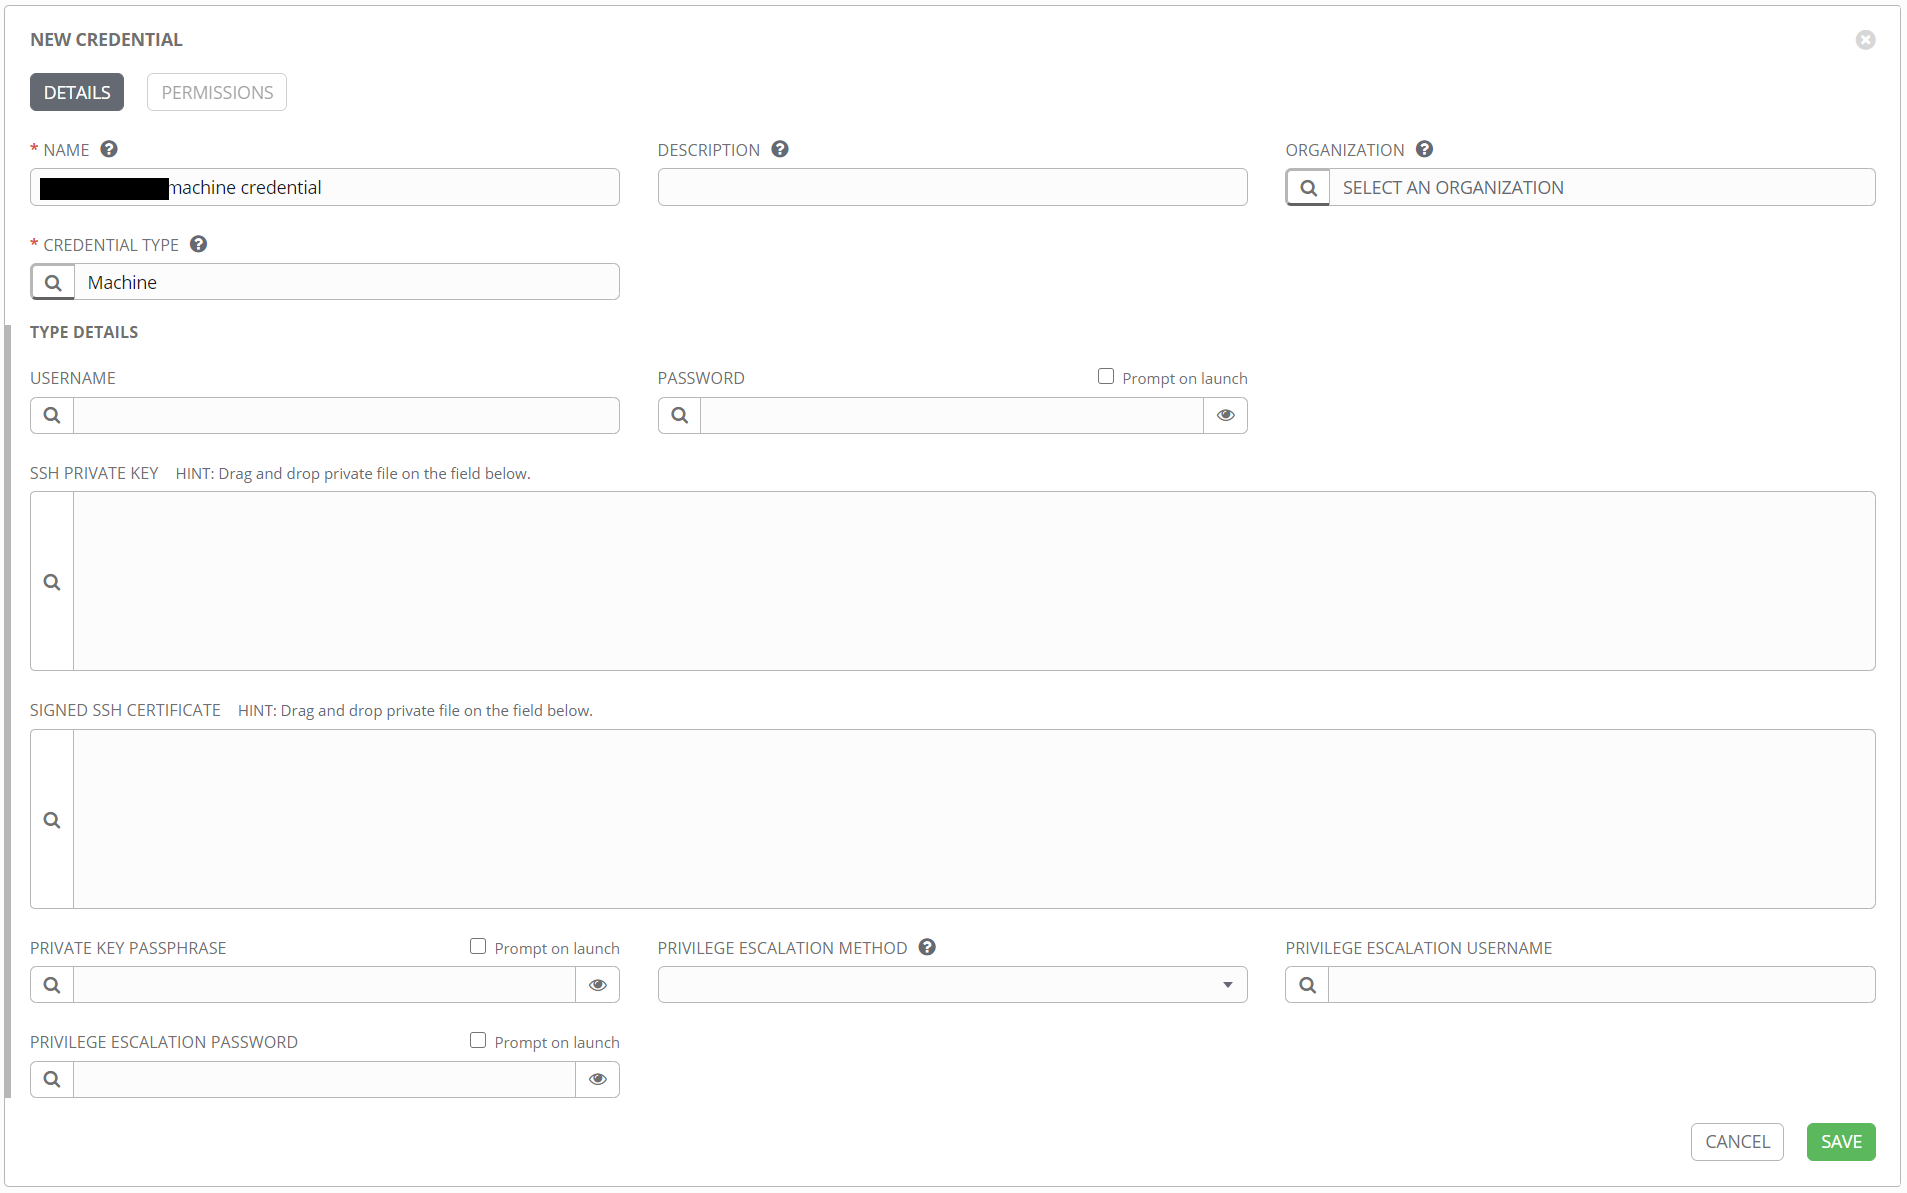 NEW CREDENTIAL
DETAILS PERMISSIONS
* NAME DESCRIPTION ORGANIZATION
machine credential SELECT AN ORGANIZATION
* CREDENTIAL TYPE
Machine
TYPE DETAILS
USERNAME PASSWORD Prompt on launch
SSH PRIVATE KEY HINT: Drag and drop private file on the field below.
SIGNED SSH CERTIFICATE HINT: Drag and drop private file on the field below.
PRIVATE KEY PASSPHRASE Prompt on launch PRIVILEGE ESCALATION METHOD PRIVILEGE ESCALATION USERNAME
PRIVILEGE ESCALATION PASSWORD Prompt on launch
CANCEL SAVE